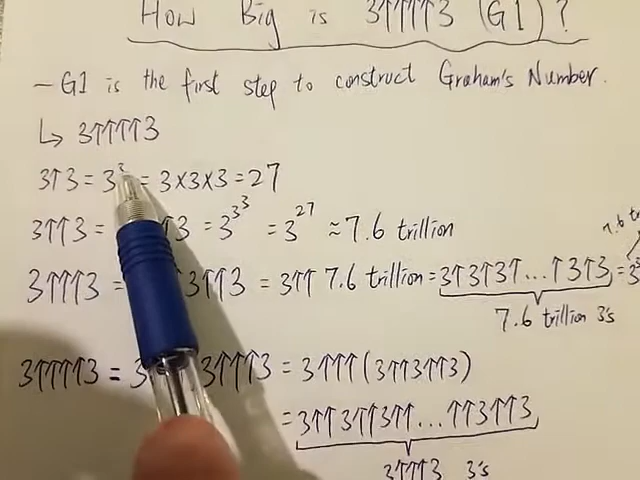 How Big is 3↑↑↑↑3 (G1)?
– G1 is the first step to construct Graham's Number.
↳ 3↑↑↑↑3
3↑3 = 3³ = 3×3×3 = 27
3↑↑3 = ↑3 = 3^3^3 = 3^27 ≈ 7.6 trillion
3↑↑↑3 = 3↑↑3 = 3↑↑ 7.6 trillion = 3↑3↑3↑...↑3↑3 =
7.6 trillion 3's
3↑↑↑↑3 = 3 3↑↑↑3 = 3↑↑↑(3↑↑3↑↑3)
= 3↑↑3↑↑3↑↑...↑↑3↑↑3
3↑↑↑3 3's